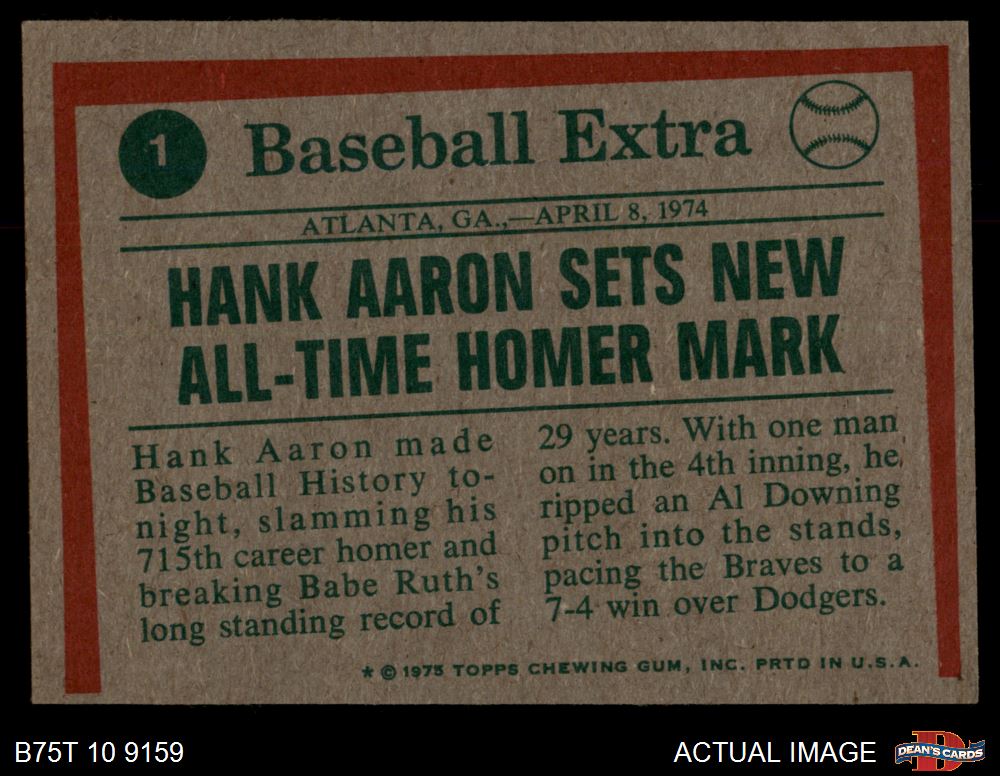 1
Baseball Extra
ATLANTA, GA.,—APRIL 8, 1974
HANK AARON SETS NEW
ALL-TIME HOMER MARK
Hank Aaron made
Baseball History to-
night, slamming his
715th career homer and
breaking Babe Ruth's
long standing record of
29 years. With one man
on in the 4th inning, he
ripped an Al Downing
pitch into the stands,
pacing the Braves to a
7-4 win over Dodgers.
* © 1975 TOPPS CHEWING GUM, INC. PRTD IN U.S.A.
B75T 10 9159
ACTUAL IMAGE
D
DEAN'S CARDS